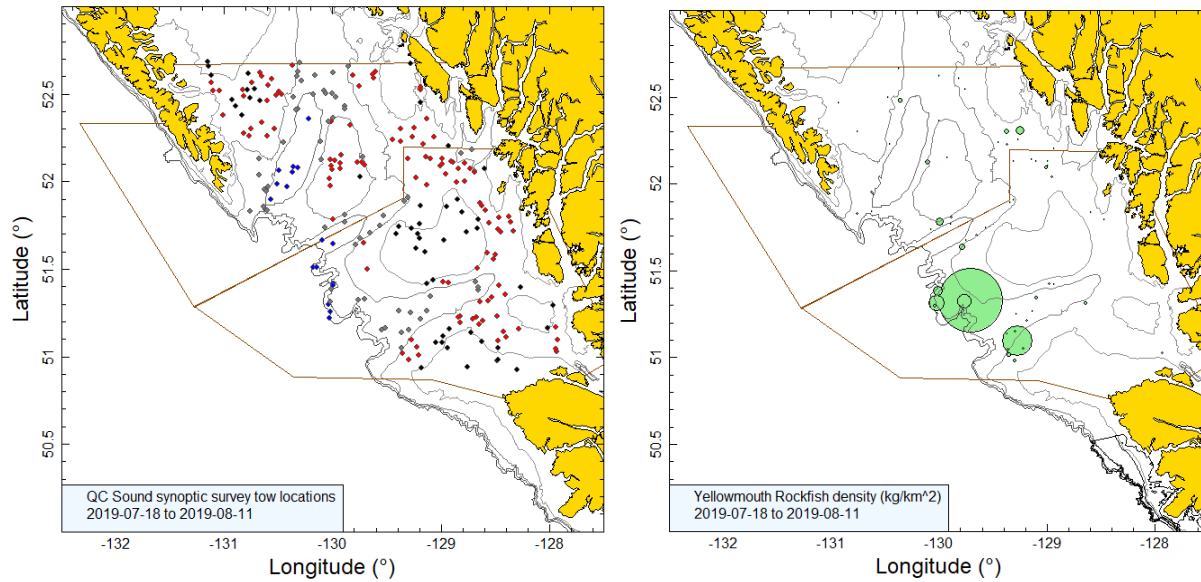 Latitude (°)
52.5
52
51.5
51
50.5
QC Sound synoptic survey tow locations
2019-07-18 to 2019-08-11
-132
-131
-130
-129
-128
Longitude (°)
Latitude (°)
52.5
52
51.5
51
50.5
Yellowmouth Rockfish density (kg/km^2)
2019-07-18 to 2019-08-11
-132
-131
-130
-129
-128
Longitude (°)